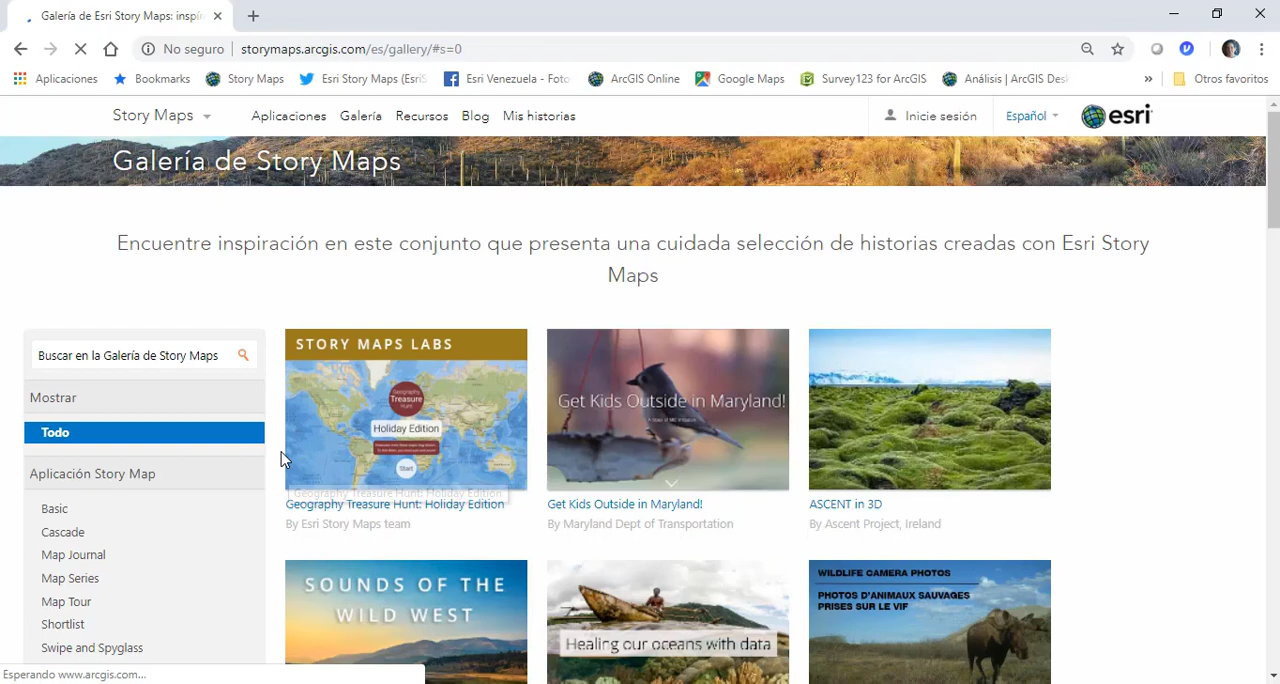 Galería de Esri Story Maps: inspir
No seguro
storymaps.arcgis.com/es/gallery/#s=0
Aplicaciones
Bookmarks
Story Maps
Esri Story Maps (EsriS
Esri Venezuela - Foto
ArcGIS Online
Google Maps
Survey123 for ArcGIS
Análisis | ArcGIS Desk
»
Otros favoritos
Story Maps
Aplicaciones
Galería
Recursos
Blog
Mis historias
Inicie sesión
Español
esri
Galería de Story Maps
Encuentre inspiración en este conjunto que presenta una cuidada selección de historias creadas con Esri Story
Maps
Buscar en la Galería de Story Maps
Mostrar
Todo
Aplicación Story Map
Basic
Cascade
Map Journal
Map Series
Map Tour
Shortlist
Swipe and Spyglass
STORY MAPS LABS
Geography
Treasure
Hunt
Holiday Edition
Start
Geography Treasure Hunt: Holiday Edition
Geography Treasure Hunt: Holiday Edition
By Esri Story Maps team
Get Kids Outside in Maryland!
Get Kids Outside in Maryland!
By Maryland Dept of Transportation
ASCENT in 3D
By Ascent Project, Ireland
SOUNDS OF THE
WILD WEST
Healing our oceans with data
WILDLIFE CAMERA PHOTOS
PHOTOS D'ANIMAUX SAUVAGES
PRISES SUR LE VIF
Esperando www.arcgis.com...